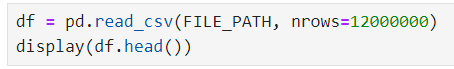 df = pd.read_csv(FILE_PATH, nrows=12000000)
display(df.head())